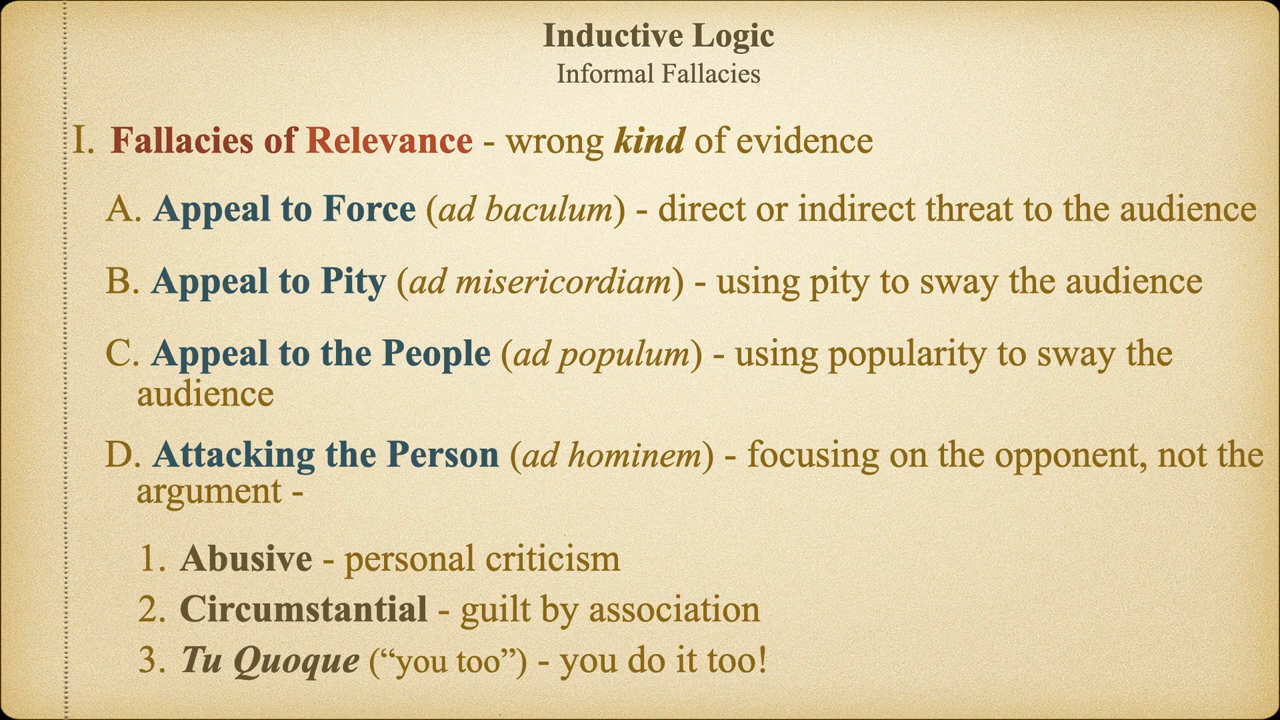 Inductive Logic
Informal Fallacies
I. Fallacies of Relevance - wrong kind of evidence
A. Appeal to Force (ad baculum) - direct or indirect threat to the audience
B. Appeal to Pity (ad misericordiam) - using pity to sway the audience
C. Appeal to the People (ad populum) - using popularity to sway the
audience
D. Attacking the Person (ad hominem) - focusing on the opponent, not the
argument -
1. Abusive - personal criticism
2. Circumstantial - guilt by association
3. Tu Quoque (“you too”) - you do it too!